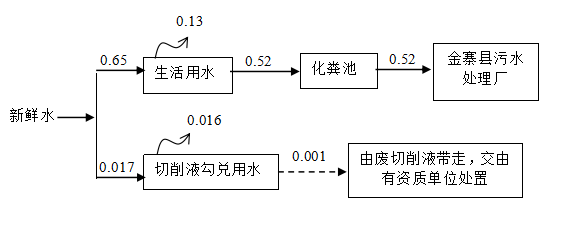 0.13
0.65
生活用水
0.52
化粪池
0.52
金寨县污水
处理厂
新鲜水
0.016
0.017
切削液勾兑用水
0.001
由废切削液带走，交由
有资质单位处置